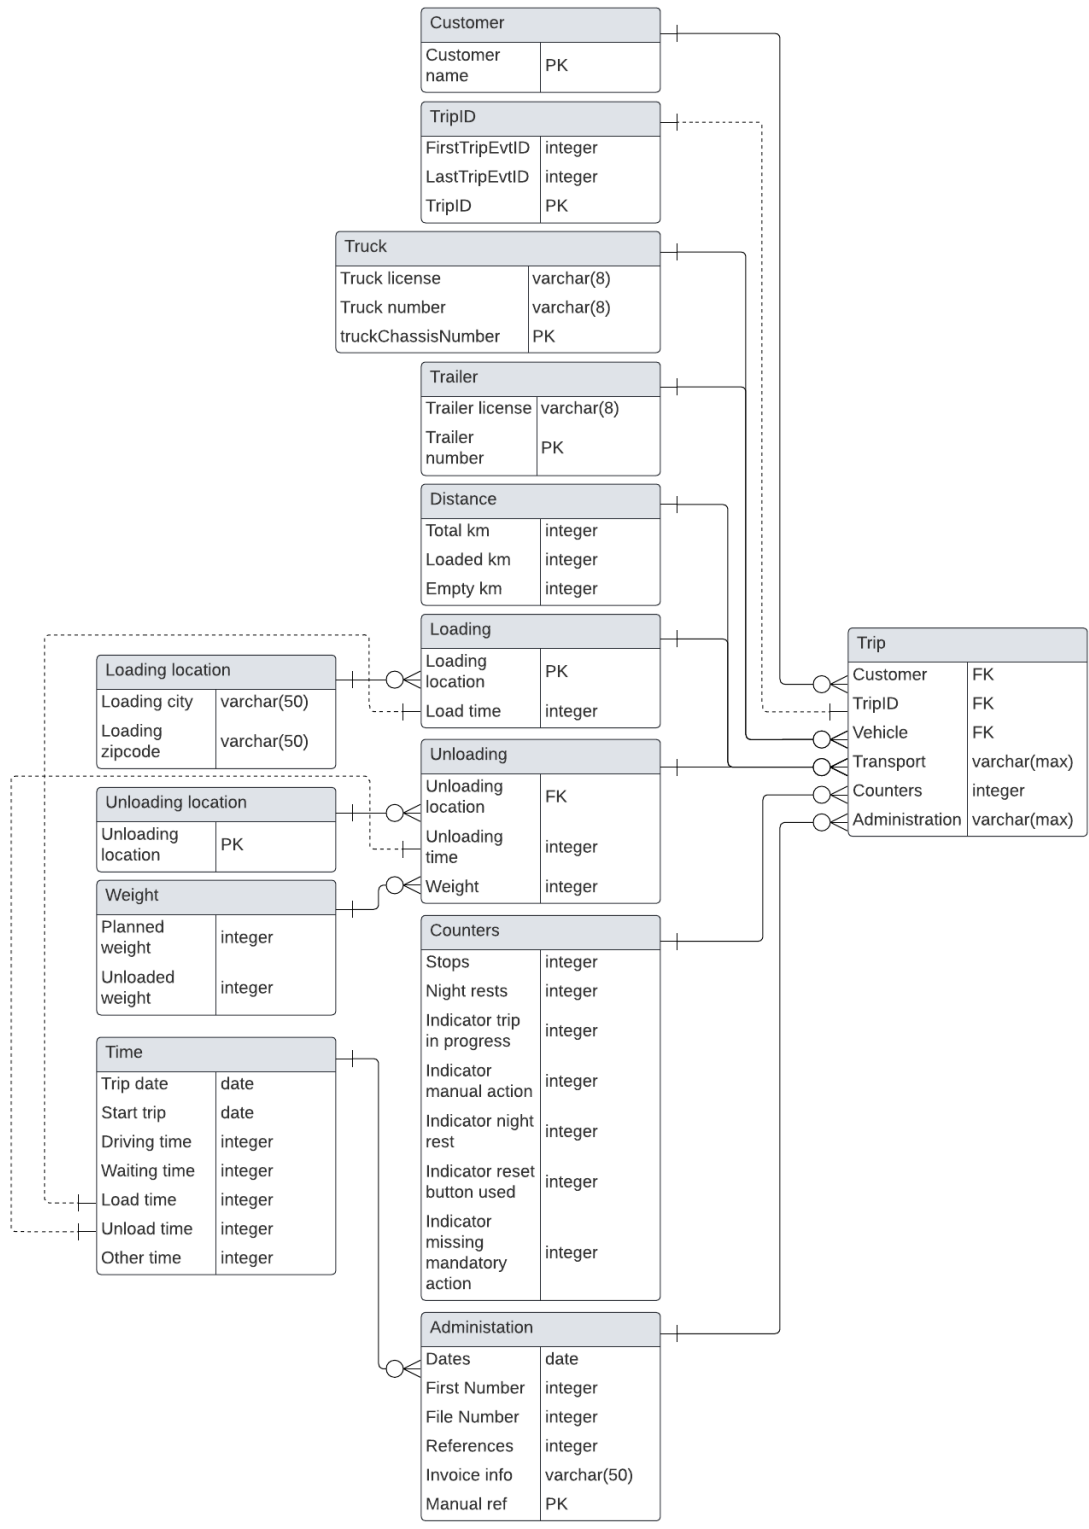 Customer
Customer
name
PK
TripID
FirstTripEvtID integer
LastTripEvtID integer
TripID PK
Truck
Truck license varchar(8)
Truck number varchar(8)
truckChassisNumber PK
Trailer
Trailer license varchar(8)
Trailer
number
PK
Distance
Total km integer
Loaded km integer
Empty km integer
Loading
Loading
location
PK
Load time integer
Loading location
Loading city varchar(50)
Loading
zipcode
varchar(50)
Unloading
Unloading
location
FK
Unloading
time
integer
Weight integer
Unloading location
Unloading
location
PK
Weight
Planned
weight
integer
Unloaded
weight
integer
Time
Trip date date
Start trip date
Driving time integer
Waiting time integer
Load time integer
Unload time integer
Other time integer
Counters
Stops integer
Night rests integer
Indicator trip
in progress
integer
Indicator
manual action
integer
Indicator night
rest
integer
Indicator reset
button used
integer
Indicator
missing
mandatory
action
integer
Administation
Dates date
First Number integer
File Number integer
References integer
Invoice info varchar(50)
Manual ref PK
Trip
Customer FK
TripID FK
Vehicle FK
Transport varchar(max)
Counters integer
Administration varchar(max)